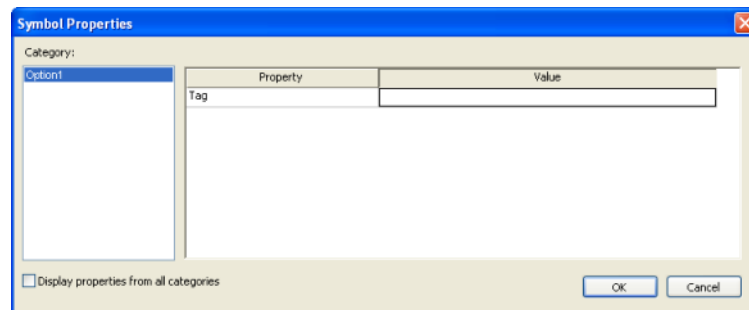 Symbol Properties
Category:
Option1
Property Value
Tag
Display properties from all categories
OK Cancel